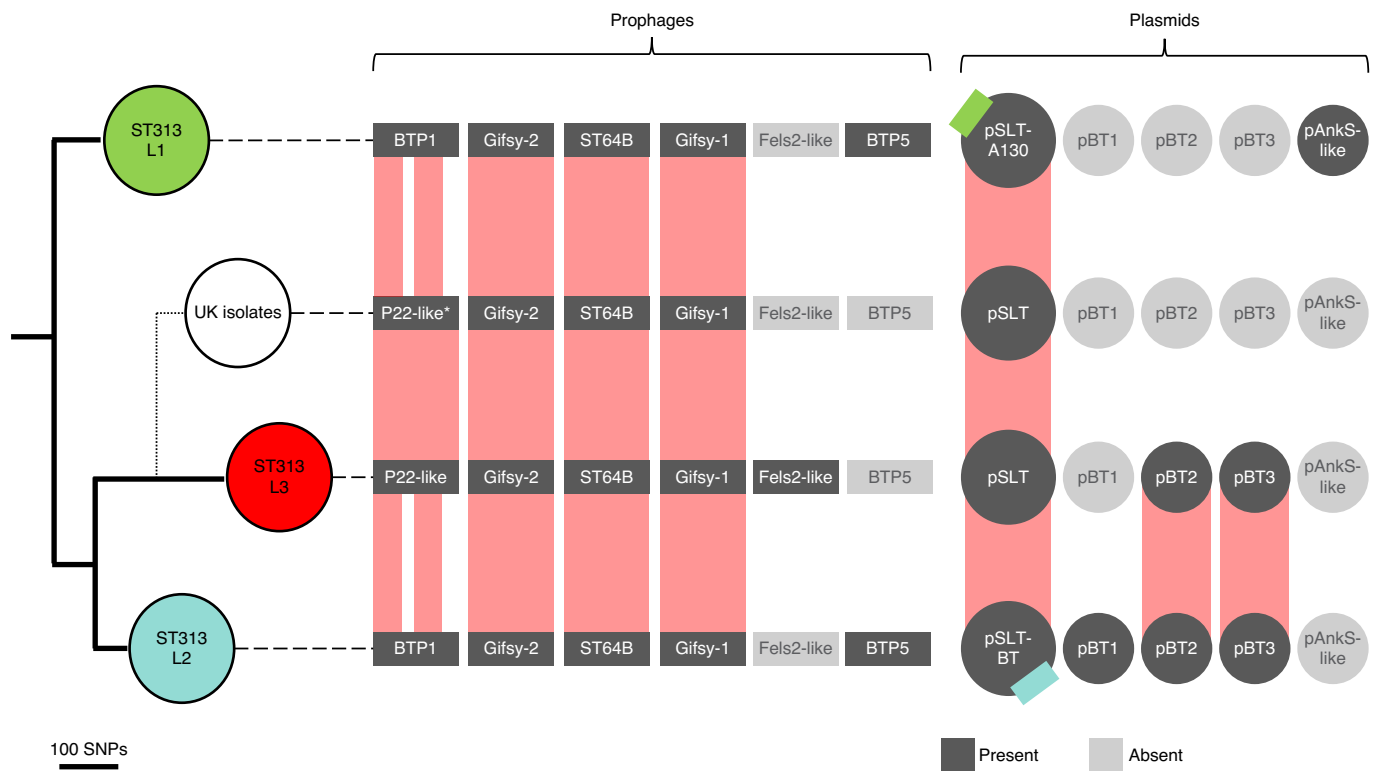 Prophages
Plasmids
ST313
L1
BTP1
Gifsy-2
ST64B
Gifsy-1
Fels2-like
BTP5
pSLT-
A130
pBT1
pBT2
pBT3
pAnkS-
like
UK isolates
P22-like*
Gifsy-2
ST64B
Gifsy-1
Fels2-like
BTP5
pSLT
pBT1
pBT2
pBT3
pAnkS-
like
ST313
L3
P22-like
Gifsy-2
ST64B
Gifsy-1
Fels2-like
BTP5
pSLT
pBT1
pBT2
pBT3
pAnkS-
like
ST313
L2
BTP1
Gifsy-2
ST64B
Gifsy-1
Fels2-like
BTP5
pSLT-
BT
pBT1
pBT2
pBT3
pAnkS-
like
100 SNPs
Present
Absent